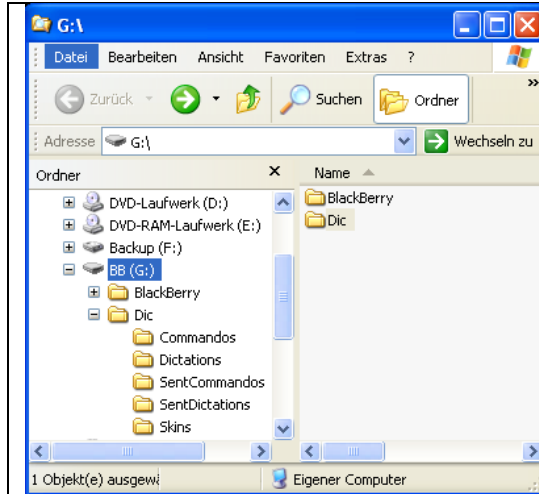 G:\
Datei Bearbeiten Ansicht Favoriten Extras ?
Zurück Suchen Ordner »
Adresse G:\ Wechseln zu
Ordner x Name
DVD-Laufwerk (D:)
DVD-RAM-Laufwerk (E:)
Backup (F:)
BB (G:)
BlackBerry
Dic
Commandos
Dictations
SentCommandos
SentDictations
Skins
BlackBerry
Dic
1 Objekt(e) ausgewä Eigener Computer